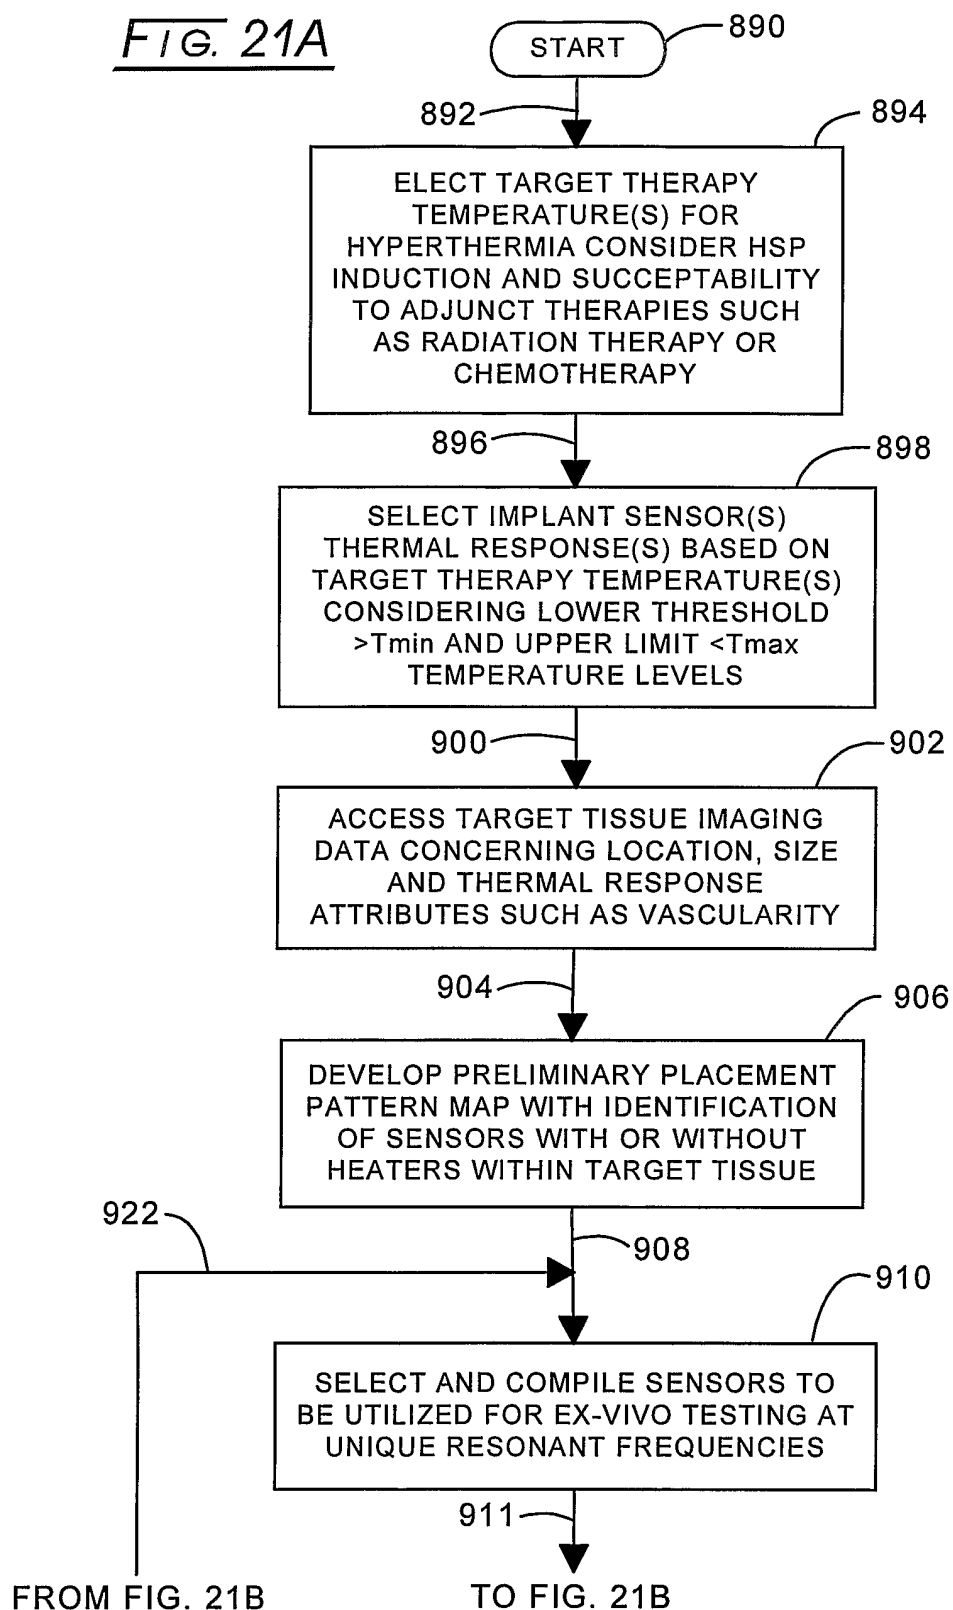 FIG. 21A
START
890
892
894
ELECT TARGET THERAPY
TEMPERATURE(S) FOR
HYPERTHERMIA CONSIDER HSP
INDUCTION AND SUCCEPTABILITY
TO ADJUNCT THERAPIES SUCH
AS RADIATION THERAPY OR
CHEMOTHERAPY
896
898
SELECT IMPLANT SENSOR(S)
THERMAL RESPONSE(S) BASED ON
TARGET THERAPY TEMPERATURE(S)
CONSIDERING LOWER THRESHOLD
>Tmin AND UPPER LIMIT <Tmax
TEMPERATURE LEVELS
900
902
ACCESS TARGET TISSUE IMAGING
DATA CONCERNING LOCATION, SIZE
AND THERMAL RESPONSE
ATTRIBUTES SUCH AS VASCULARITY
904
906
DEVELOP PRELIMINARY PLACEMENT
PATTERN MAP WITH IDENTIFICATION
OF SENSORS WITH OR WITHOUT
HEATERS WITHIN TARGET TISSUE
922
908
910
SELECT AND COMPILE SENSORS TO
BE UTILIZED FOR EX-VIVO TESTING AT
UNIQUE RESONANT FREQUENCIES
911
FROM FIG. 21B
TO FIG. 21B